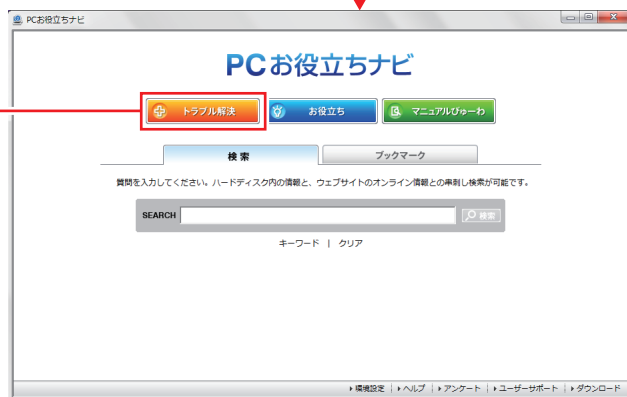 PCお役立ちナビ
PCお役立ちナビ
トラブル解決 お役立ち マニュアルびゅーわ
検索 ブックマーク
質問を入力してください。ハードディスク内の情報と、ウェブサイトのオンライン情報との串刺し検索が可能です。
SEARCH 検索
キーワード | クリア
環境設定 | ヘルプ | アンケート | ユーザーサポート | ダウンロード